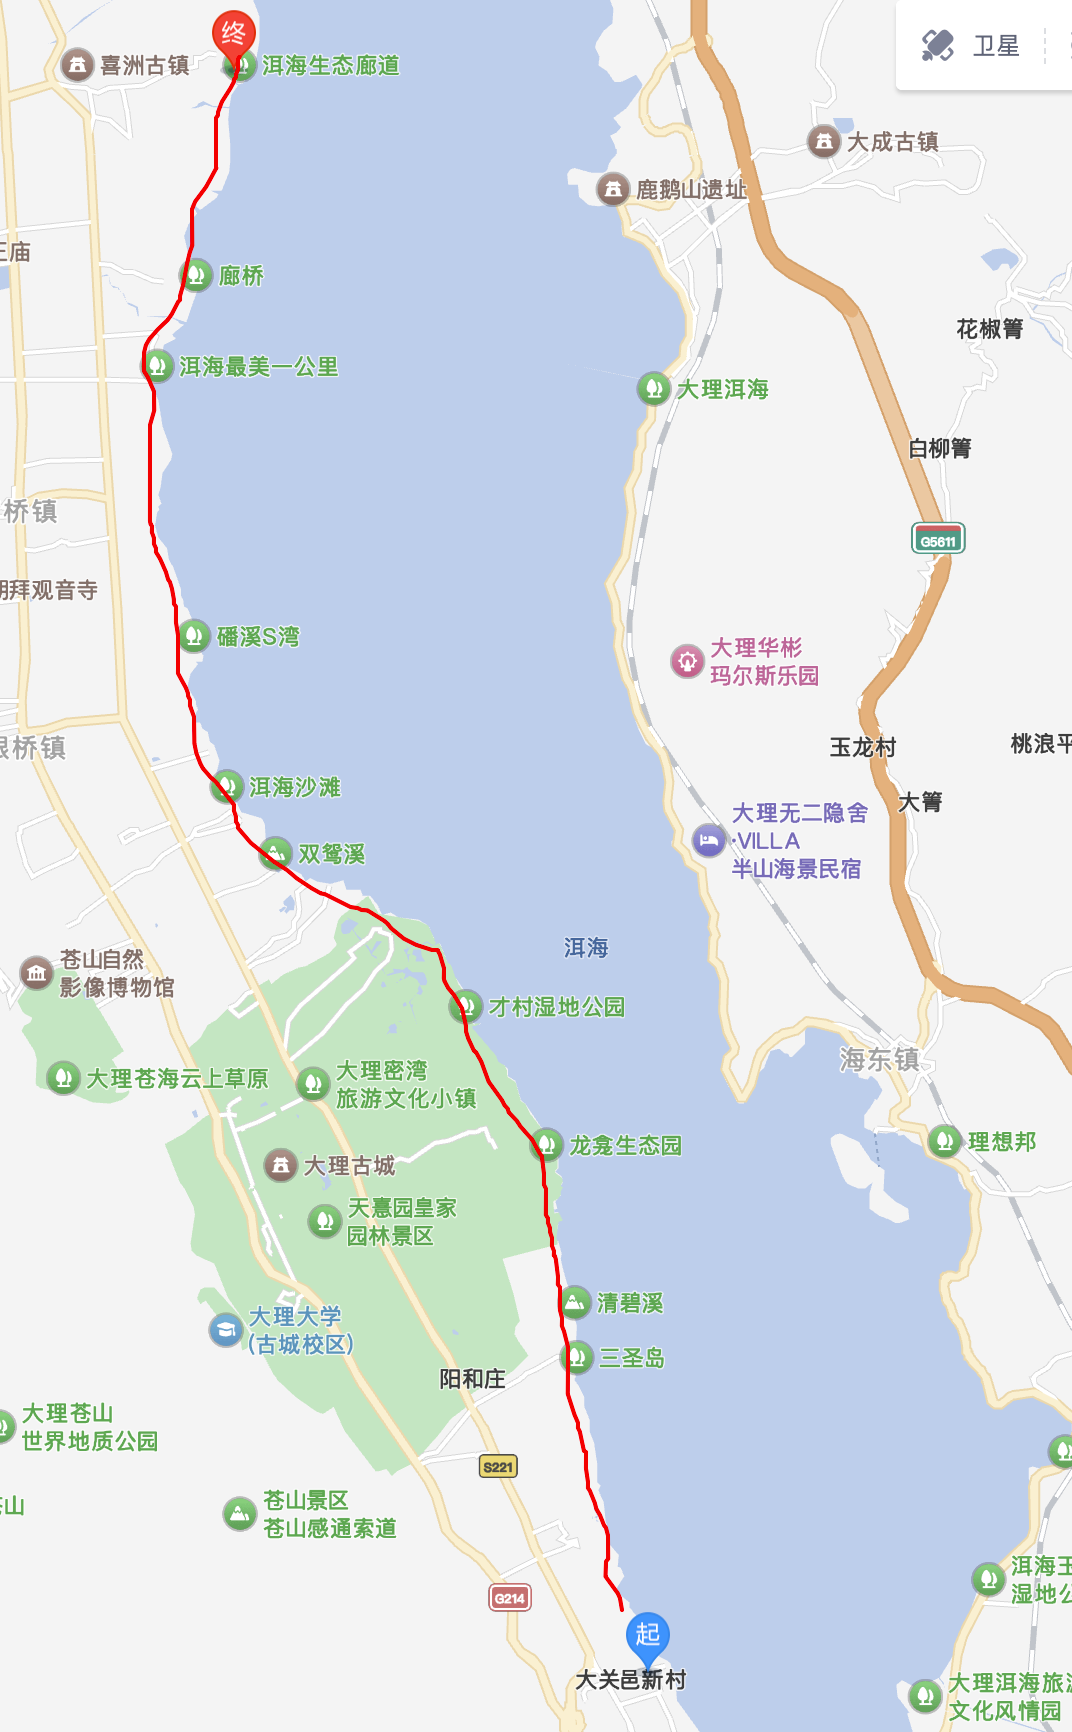 终
喜洲古镇
洱海生态廊道
卫星
大成古镇
鹿鹅山遗址
廊桥
花椒箐
洱海最美一公里
大理洱海
白柳箐
桥镇
G5611
拜观音寺
磻溪S湾
大理华彬
玛尔斯乐园
银桥镇
玉龙村
桃浪平
洱海沙滩
大箐
大理无二隐舍
·VILLA
半山海景民宿
双鸳溪
洱海
苍山自然
影像博物馆
才村湿地公园
海东镇
大理苍海云上草原
大理密湾
旅游文化小镇
龙龛生态园
理想邦
大理古城
天熹园皇家
园林景区
清碧溪
大理大学
(古城校区)
三圣岛
阳和庄
大理苍山
世界地质公园
S221
苍山景区
苍山感通索道
山
洱海玉
湿地公
G214
起
大关邑新村
大理洱海旅游
文化风情园